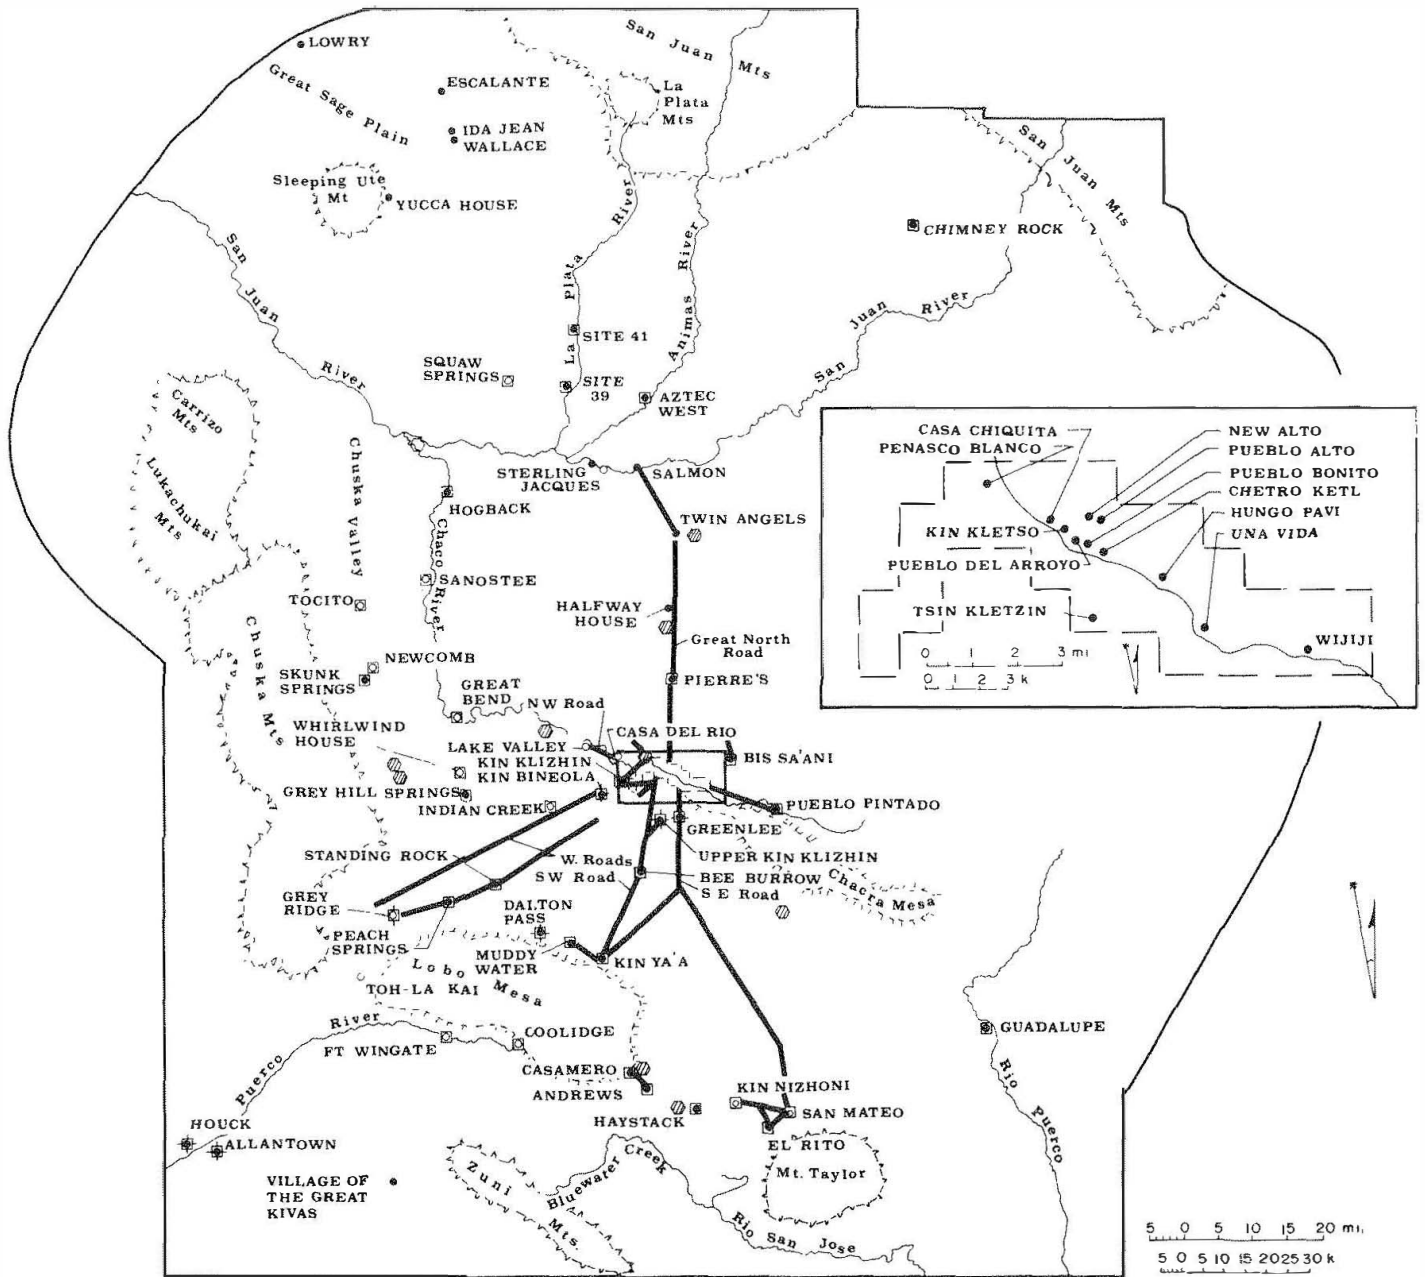 LOWRY
Great Sage Plain
ESCALANTE
IDA JEAN
WALLACE
Sleeping Ute
Mt
YUCCA HOUSE
San Juan Mts
La
Plata
Mts
San Juan Mts
CHIMNEY ROCK
San Juan River
La Plata River
Animas River
San Juan River
SITE 41
SQUAW
SPRINGS
SITE
39
AZTEC
WEST
Carrizo
Mts
Lukachukai
Mts
Chuska Valley
STERLING
JACQUES
SALMON
HOGBACK
Chaco River
TWIN ANGELS
SANOSTEE
TOCITO
HALFWAY
HOUSE
Great North
Road
Chuska Mts
NEWCOMB
SKUNK
SPRINGS
PIERRE'S
GREAT
BEND
NW Road
WHIRLWIND
HOUSE
CASA DEL RIO
LAKE VALLEY
KIN KLIZHIN
KIN BINEOLA
BIS SA'ANI
GREY HILL SPRINGS
INDIAN CREEK
PUEBLO PINTADO
GREENLEE
STANDING ROCK
W. Roads
UPPER KIN KLIZHIN
SW Road
BEE BURROW
S E Road
Chacra Mesa
GREY
RIDGE
DALTON
PASS
PEACH
SPRINGS
MUDDY
WATER
KIN YA'A
Lobo Mesa
TOH-LA KAI
Puerco River
COOLIDGE
FT WINGATE
GUADALUPE
CASAMERO
ANDREWS
KIN NIZHONI
HAYSTACK
SAN MATEO
EL RITO
Rio Puerco
HOUCK
ALLANTOWN
Mt. Taylor
VILLAGE OF
THE GREAT
KIVAS
Zuni Mts.
Bluewater Creek
Rio San Jose
5 0 5 10 15 20 mi.
5 0 5 10 15 20 25 30 k
CASA CHIQUITA
PENASCO BLANCO
NEW ALTO
PUEBLO ALTO
PUEBLO BONITO
CHETRO KETL
HUNGO PAVI
UNA VIDA
KIN KLETSO
PUEBLO DEL ARROYO
TSIN KLETZIN
WIJIJI
0 1 2 3 mi
0 1 2 3 k